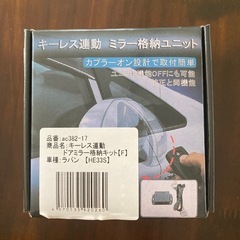 キーレス連動 ミラー格納ユニット
カプラーオン設計で取付簡単
品番:ac382-17
商品名:キーレス連動
ドアミラー格納キット【F】
車種:ラパン 【HE33S】